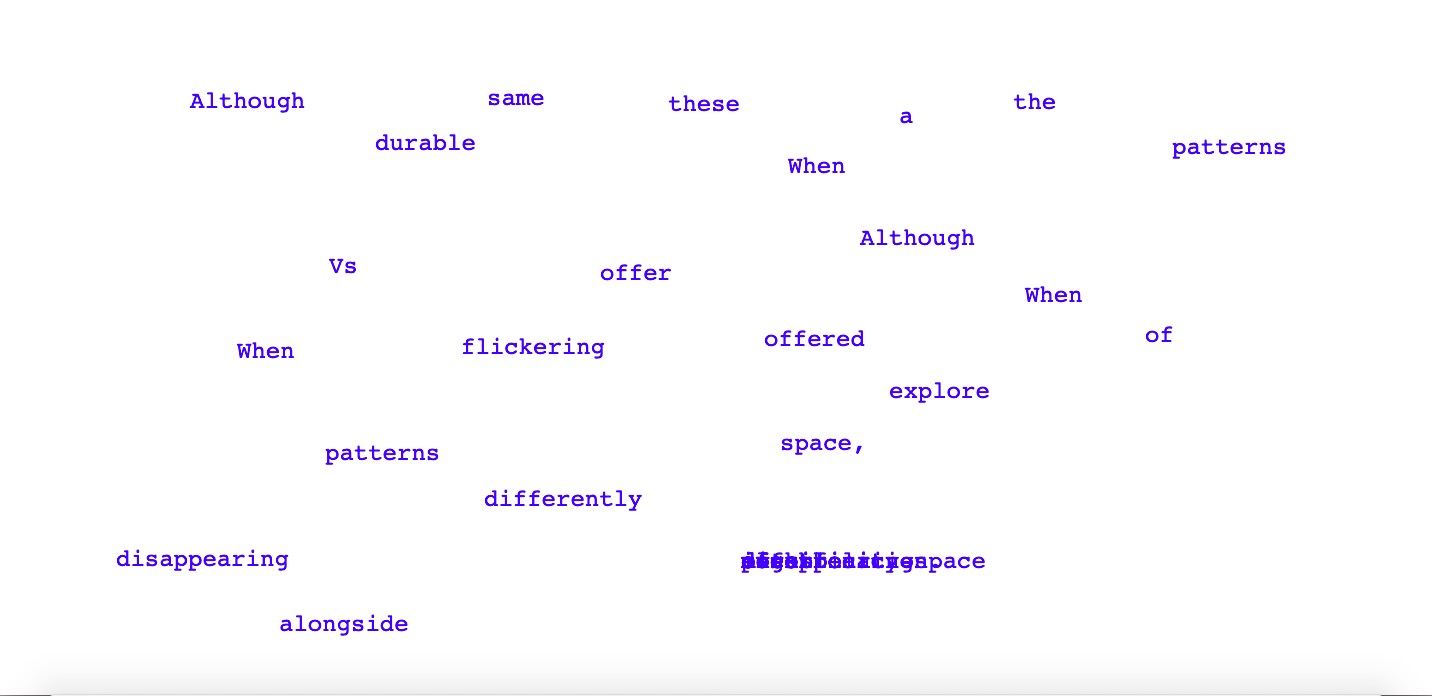 Although same these a the
durable When patterns
Although
Vs offer
When
When flickering offered of
explore
patterns space,
differently
disappearing
alongside